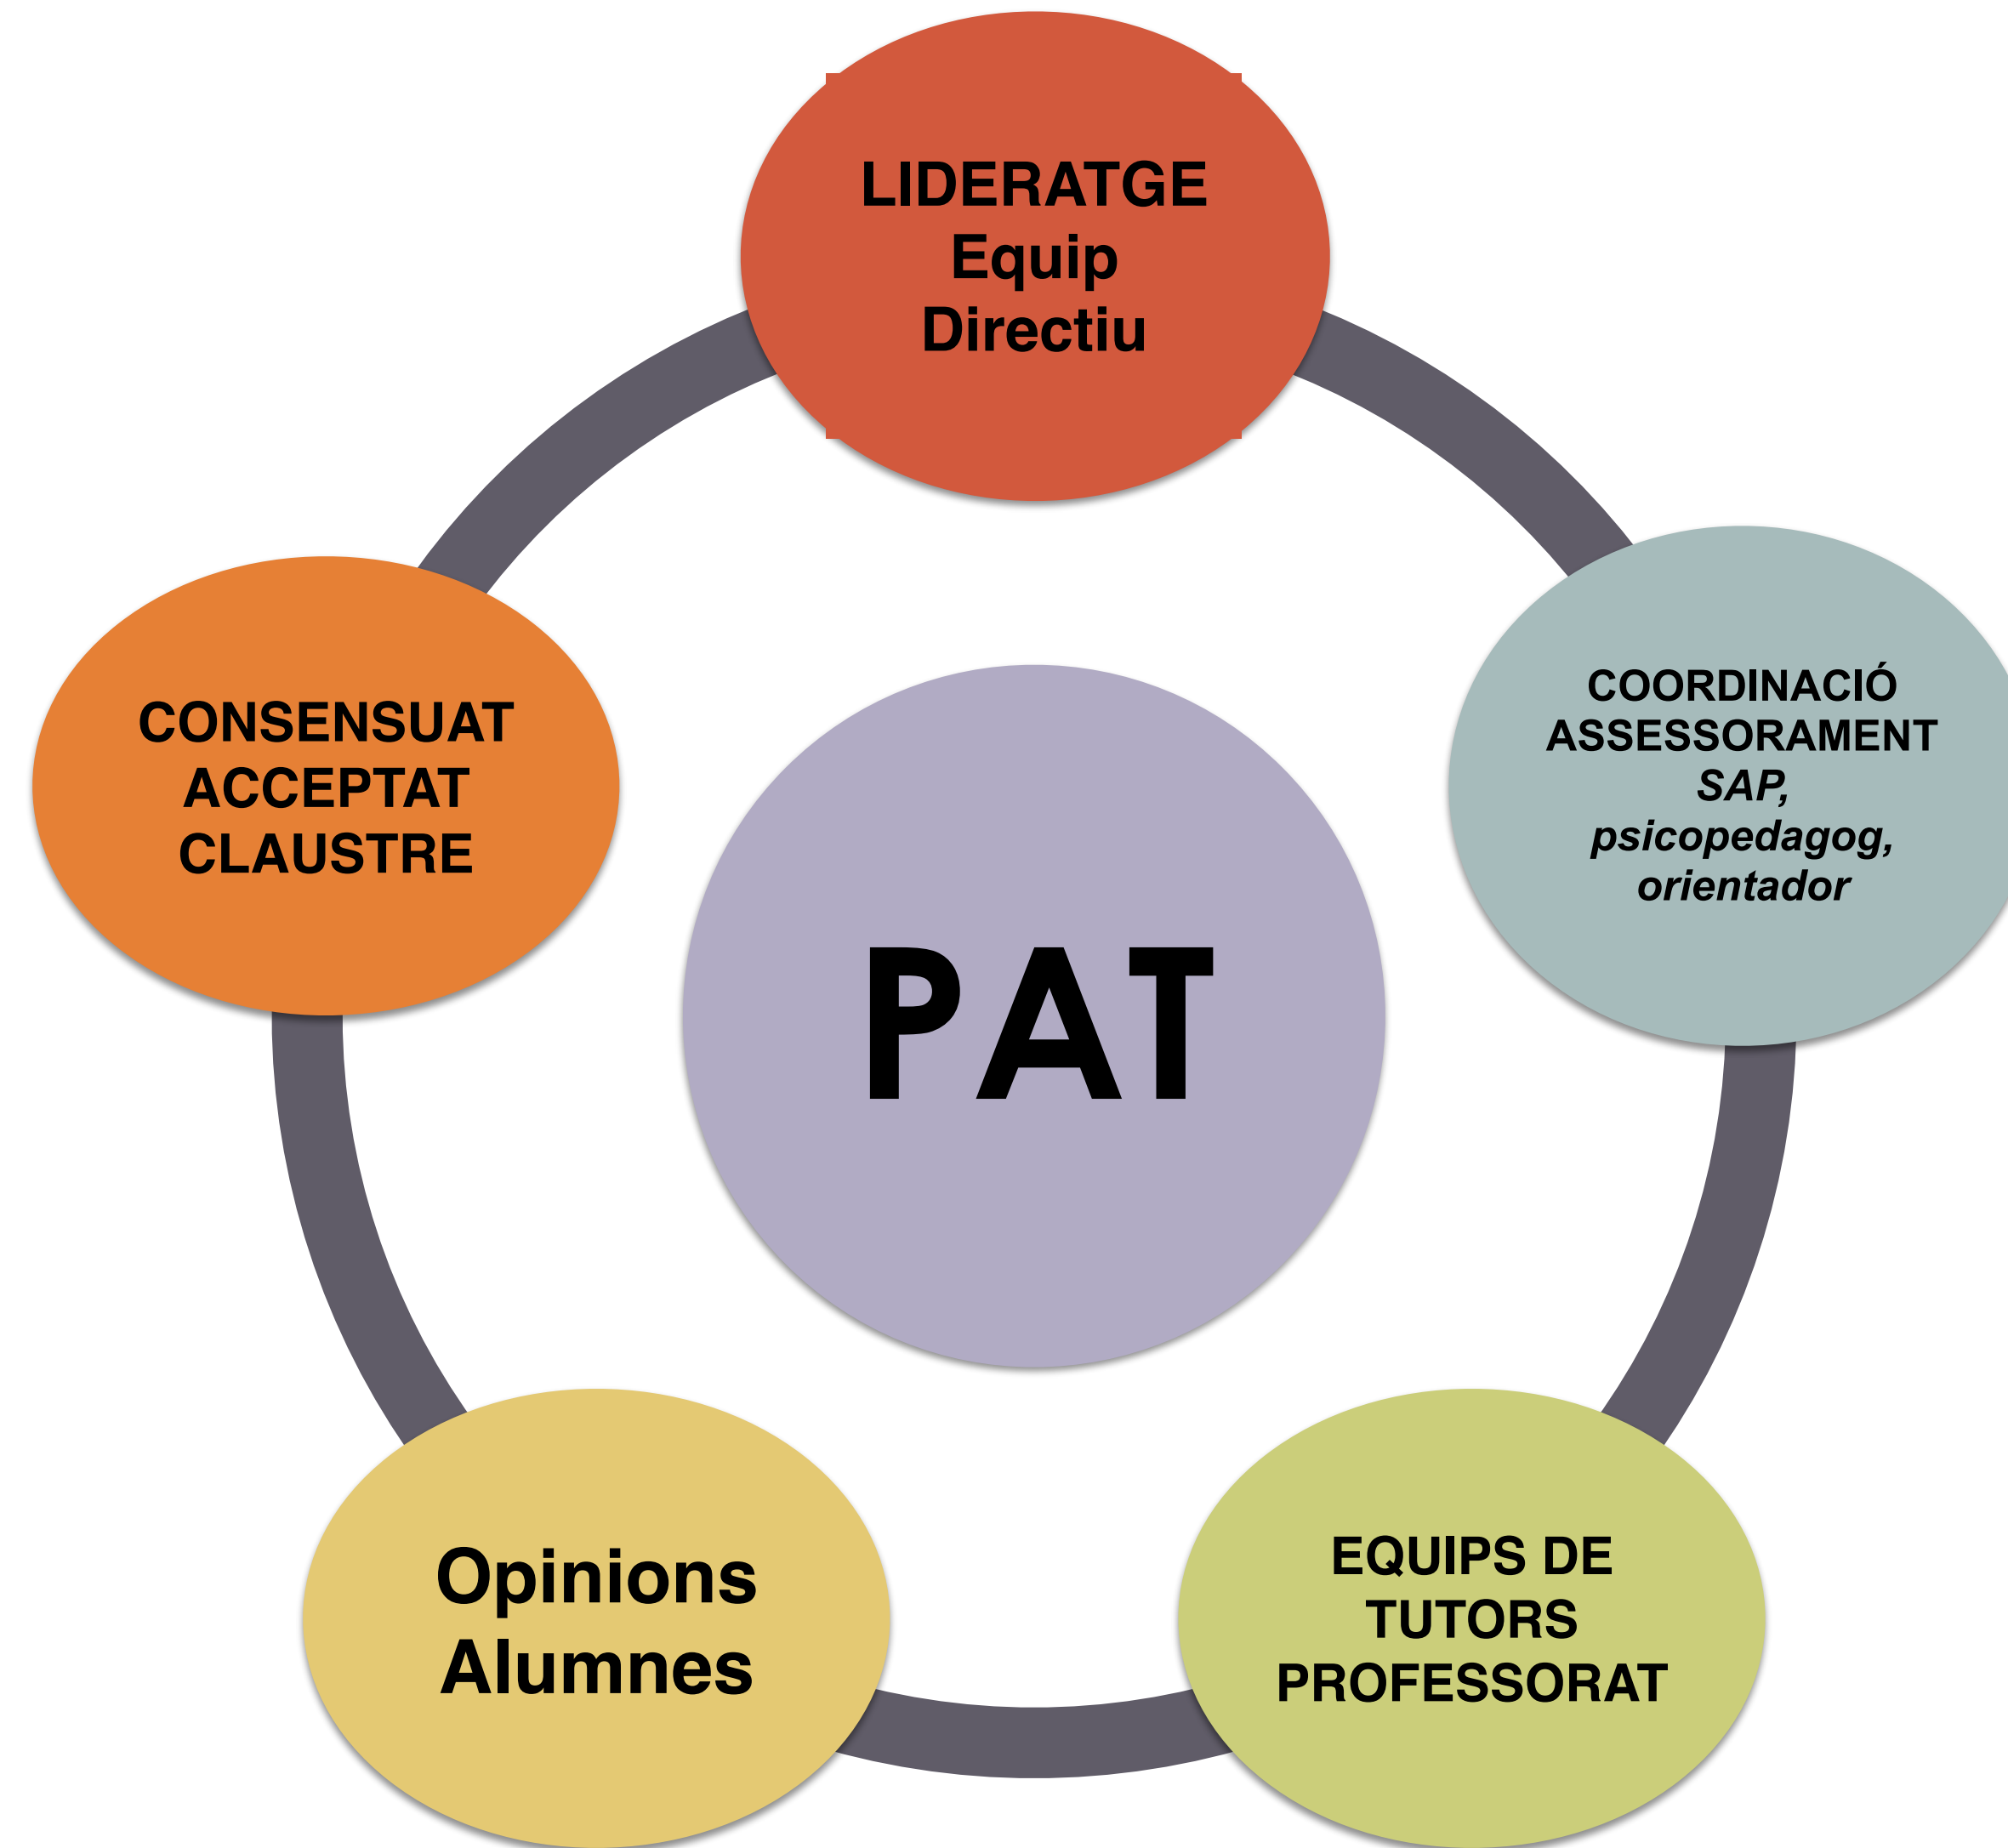 LIDERATGE
Equip
Directiu
COORDINACIÓ
ASSESSORAMENT
SAP,
psicopedagog,
orientador
CONSENSUAT
ACCEPTAT
CLAUSTRE
PAT
EQUIPS DE
TUTORS
PROFESSORAT
Opinions
Alumnes